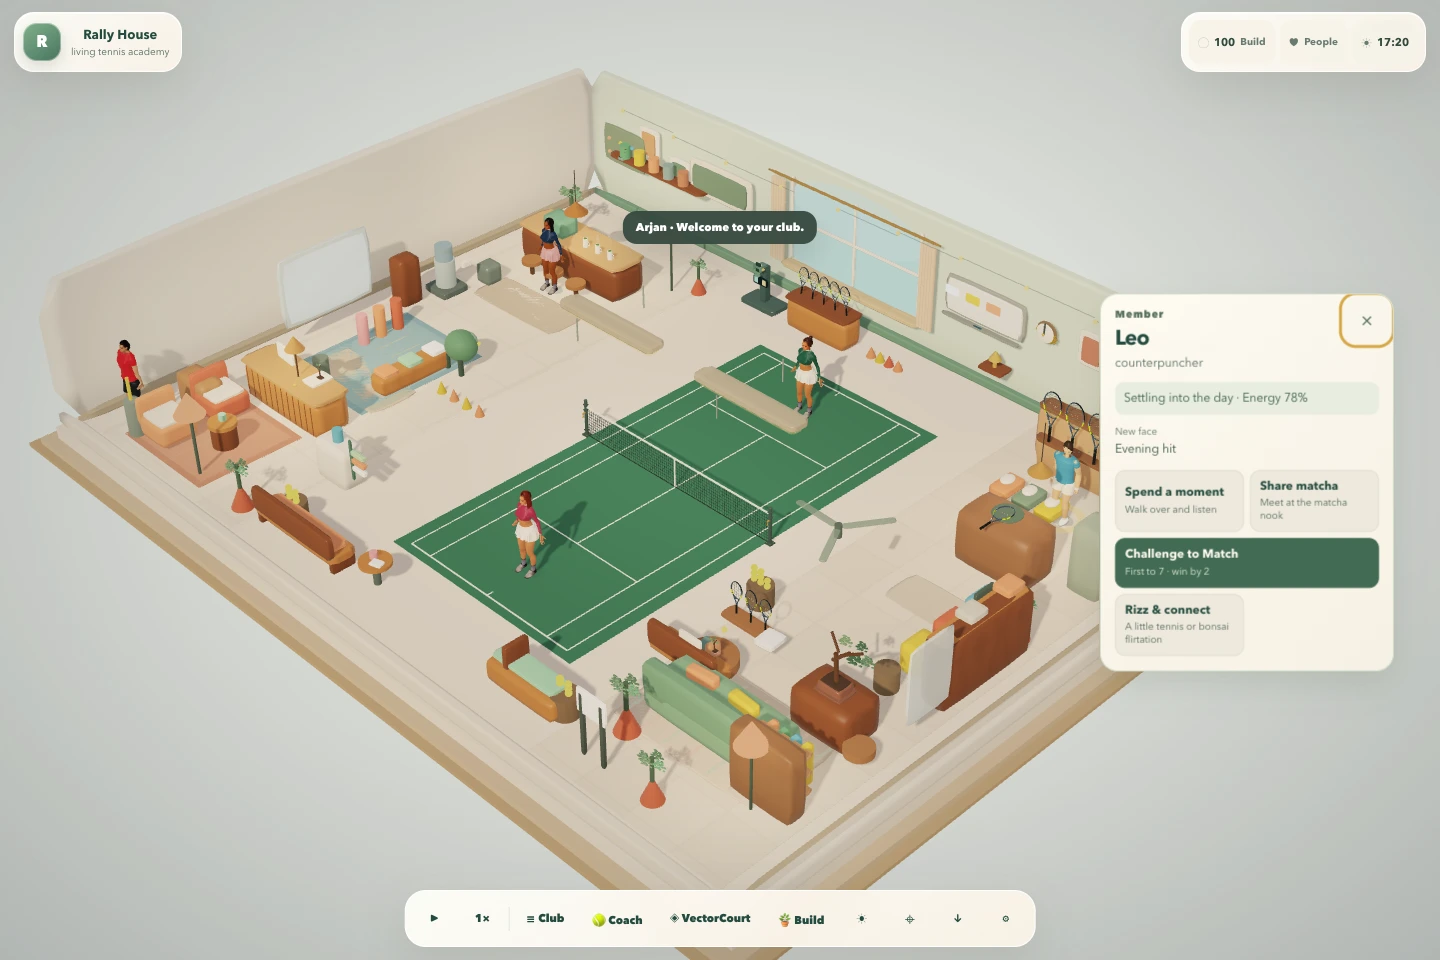 R
Rally House
living tennis academy
100 Build
People
17:20
Arjan · Welcome to your club.
Member
Leo
counterpuncher
Settling into the day · Energy 78%
New face
Evening hit
Spend a moment
Walk over and listen
Share matcha
Meet at the matcha
nook
Challenge to Match
First to 7 · win by 2
Rizz & connect
A little tennis or bonsai
flirtation
1×
Club
Coach
VectorCourt
Build